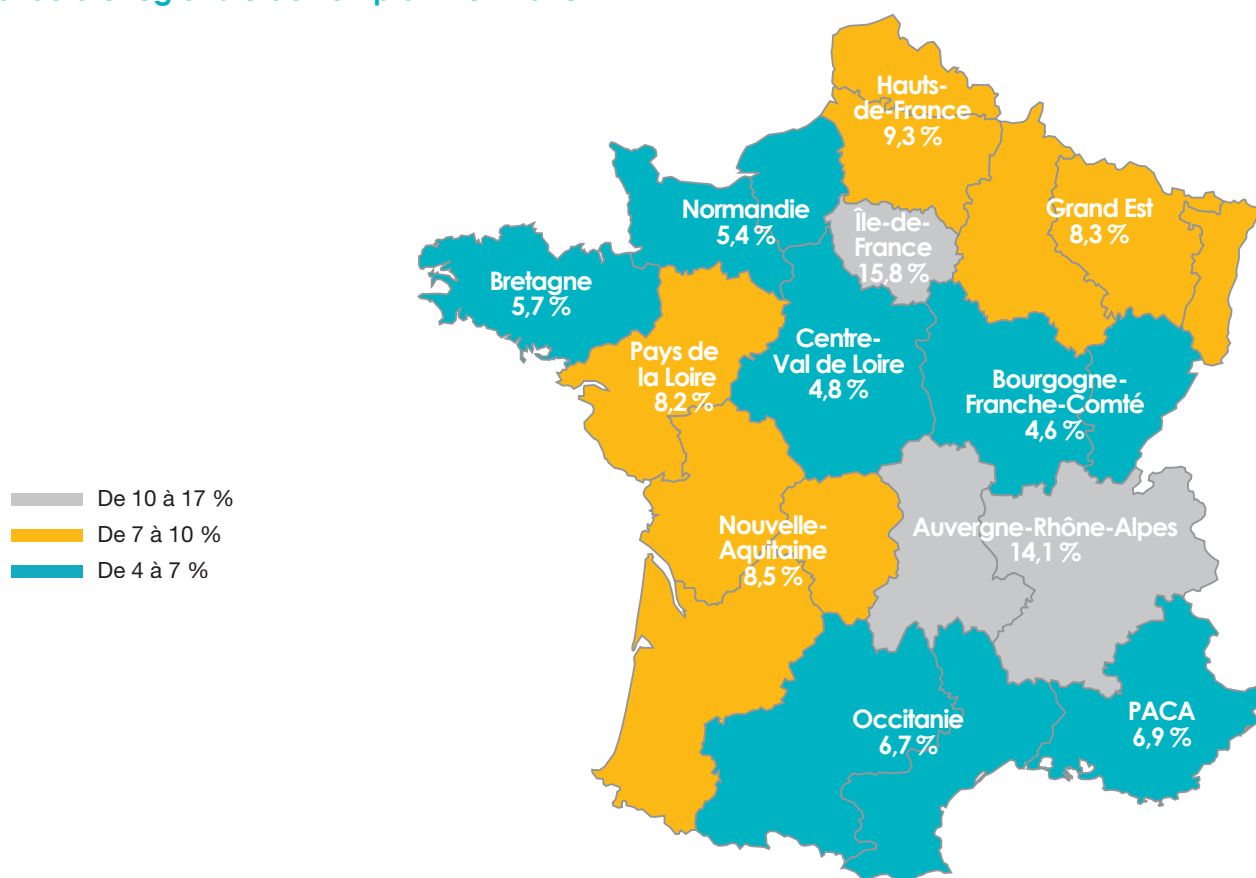 Hauts-
de-France
9,3 %
Normandie
5,4 %
Île-de-
France
15,8 %
Grand Est
8,3 %
Bretagne
5,7 %
Pays de
la Loire
8,2 %
Centre-
Val de Loire
4,8 %
Bourgogne-
Franche-Comté
4,6 %
De 10 à 17 %
De 7 à 10 %
De 4 à 7 %
Nouvelle-
Aquitaine
8,5 %
Auvergne-Rhône-Alpes
14,1 %
Occitanie
6,7 %
PACA
6,9 %